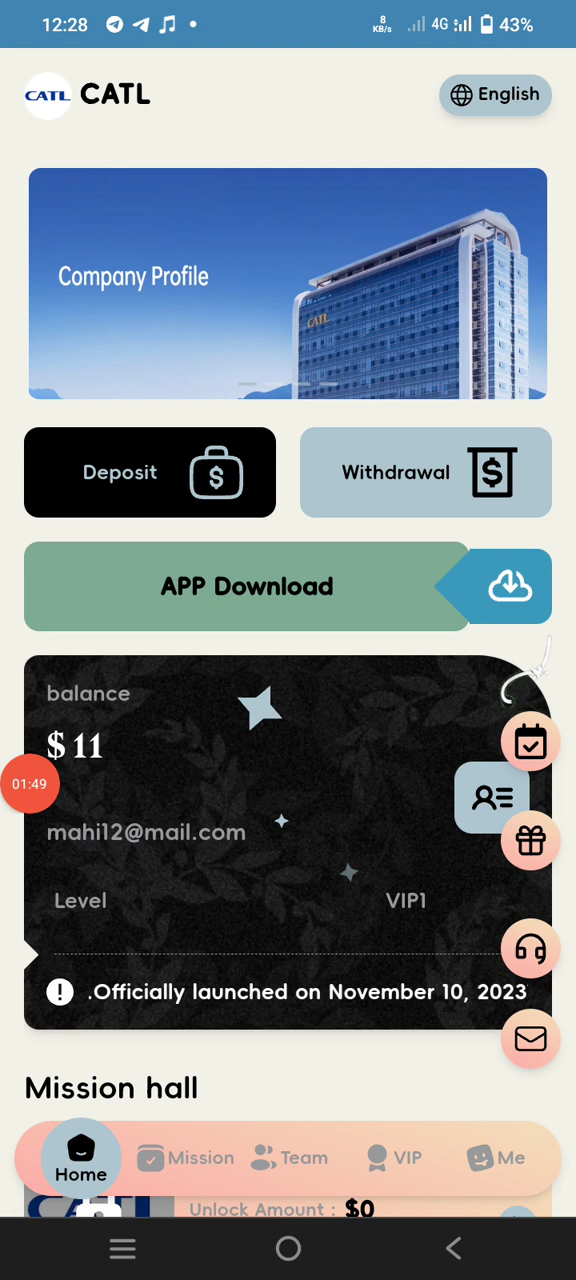 12:28
8
KB/s
4G
43%
CATL CATL
English
Company Profile
CATL
Deposit
Withdrawal
APP Download
balance
$ 11
01:49
mahi12@mail.com
Level VIP1
.Officially launched on November 10, 2023
Mission hall
Home
Mission
Team
VIP
Me
CATL
Unlock Amount : $0